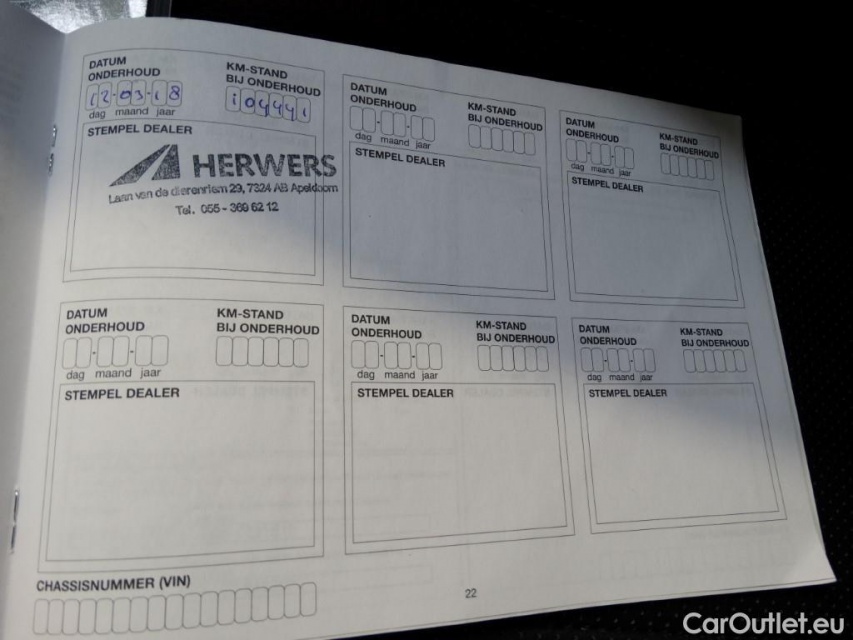 DATUM
ONDERHOUD
12-03-18
dag maand jaar
KM-STAND
BIJ ONDERHOUD
104441
STEMPEL DEALER
HERWERS
Laan van de dierenriem 29, 7324 AB Apeldoorn
Tel. 055 - 369 62 12
DATUM
ONDERHOUD
dag maand jaar
KM-STAND
BIJ ONDERHOUD
STEMPEL DEALER
DATUM
ONDERHOUD
dag maand jaar
KM-STAND
BIJ ONDERHOUD
STEMPEL DEALER
DATUM
ONDERHOUD
dag maand jaar
KM-STAND
BIJ ONDERHOUD
STEMPEL DEALER
DATUM
ONDERHOUD
dag maand jaar
KM-STAND
BIJ ONDERHOUD
STEMPEL DEALER
DATUM
ONDERHOUD
dag maand jaar
KM-STAND
BIJ ONDERHOUD
STEMPEL DEALER
CHASSISNUMMER (VIN)
22
CarOutlet.eu